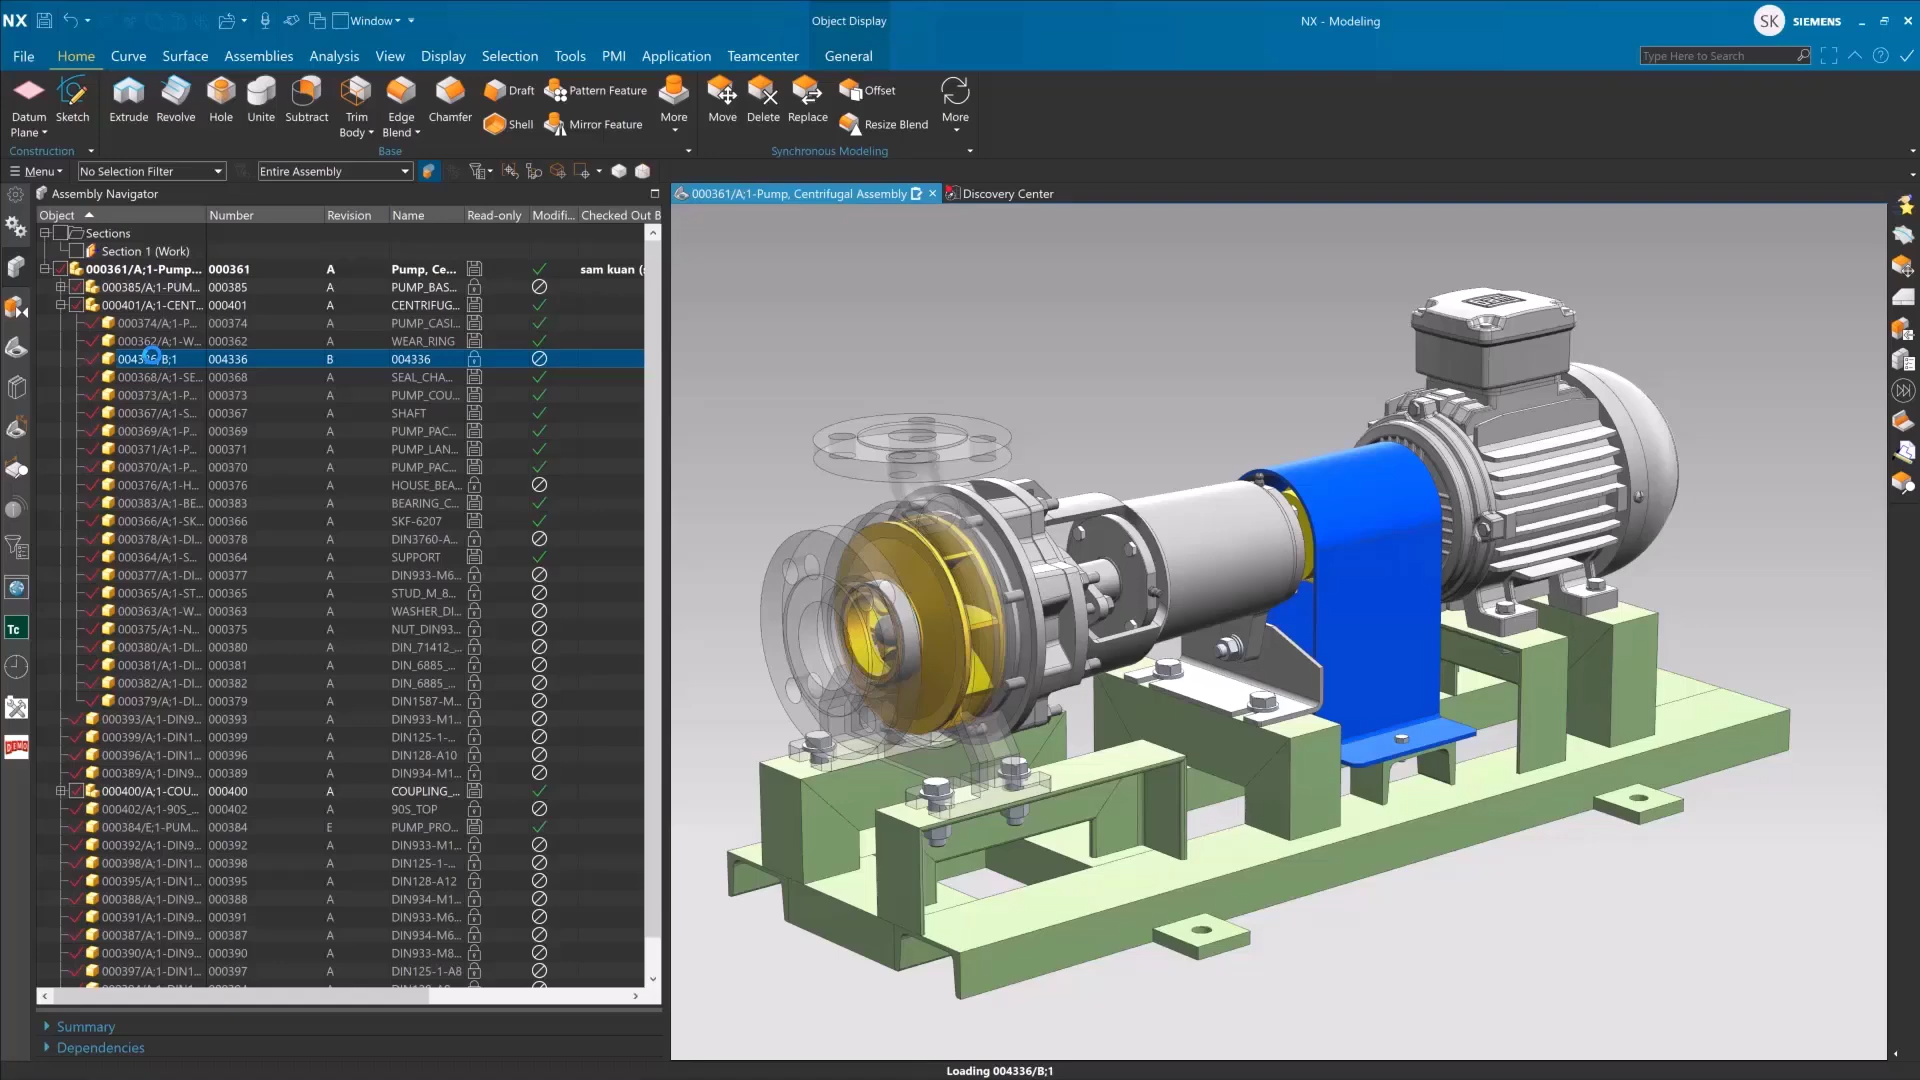 NX Window Object Display NX - Modeling SK SIEMENS
File Home Curve Surface Assemblies Analysis View Display Selection Tools PMI Application Teamcenter General Type Here to Search
Datum Plane Sketch Extrude Revolve Hole Unite Subtract Trim Body Edge Blend Chamfer Draft Shell Pattern Feature Mirror Feature More Move Delete Replace Offset Resize Blend More
Construction Base Synchronous Modeling
Menu No Selection Filter Entire Assembly
Assembly Navigator 000361/A;1-Pump, Centrifugal Assembly Discovery Center
Object Number Revision Name Read-only Modifi... Checked Out B
Sections
Section 1 (Work)
000361/A;1-Pump... 000361 A Pump, Ce... sam kuan (
000385/A;1-PUM... 000385 A PUMP_BAS...
000401/A;1-CENT... 000401 A CENTRIFUG...
000374/A;1-P... 000374 A PUMP_CASI...
000362/A;1-W... 000362 A WEAR_RING
004336/B;1 004336 B 004336
000368/A;1-SE... 000368 A SEAL_CHA...
000373/A;1-P... 000373 A PUMP_COU...
000367/A;1-S... 000367 A SHAFT
000369/A;1-P... 000369 A PUMP_PAC...
000371/A;1-P... 000371 A PUMP_LAN...
000370/A;1-P... 000370 A PUMP_PAC...
000376/A;1-H... 000376 A HOUSE_BEA...
000383/A;1-BE... 000383 A BEARING_C...
000366/A;1-SK... 000366 A SKF-6207
000378/A;1-DI... 000378 A DIN3760-A...
000364/A;1-S... 000364 A SUPPORT
000377/A;1-DI... 000377 A DIN933-M6...
000365/A;1-ST... 000365 A STUD_M_8...
000363/A;1-W... 000363 A WASHER_DI...
000375/A;1-N... 000375 A NUT_DIN93...
000380/A;1-DI... 000380 A DIN_71412_...
000381/A;1-DI... 000381 A DIN_6885_...
000382/A;1-DI... 000382 A DIN_6885_...
000379/A;1-DI... 000379 A DIN1587-M...
000393/A;1-DIN9... 000393 A DIN933-M1...
000399/A;1-DIN1... 000399 A DIN125-1-...
000396/A;1-DIN1... 000396 A DIN128-A10
000389/A;1-DIN9... 000389 A DIN934-M1...
000400/A;1-COU... 000400 A COUPLING_...
000402/A;1-90S_... 000402 A 90S_TOP
000384/E;1-PUM... 000384 E PUMP_PRO...
000392/A;1-DIN9... 000392 A DIN933-M1...
000398/A;1-DIN1... 000398 A DIN125-1-...
000395/A;1-DIN1... 000395 A DIN128-A12
000388/A;1-DIN9... 000388 A DIN934-M1...
000391/A;1-DIN9... 000391 A DIN933-M6...
000387/A;1-DIN9... 000387 A DIN934-M6...
000390/A;1-DIN9... 000390 A DIN933-M8...
000397/A;1-DIN1... 000397 A DIN125-1-A8
Tc
DEMO
Summary
Dependencies
Loading 004336/B;1